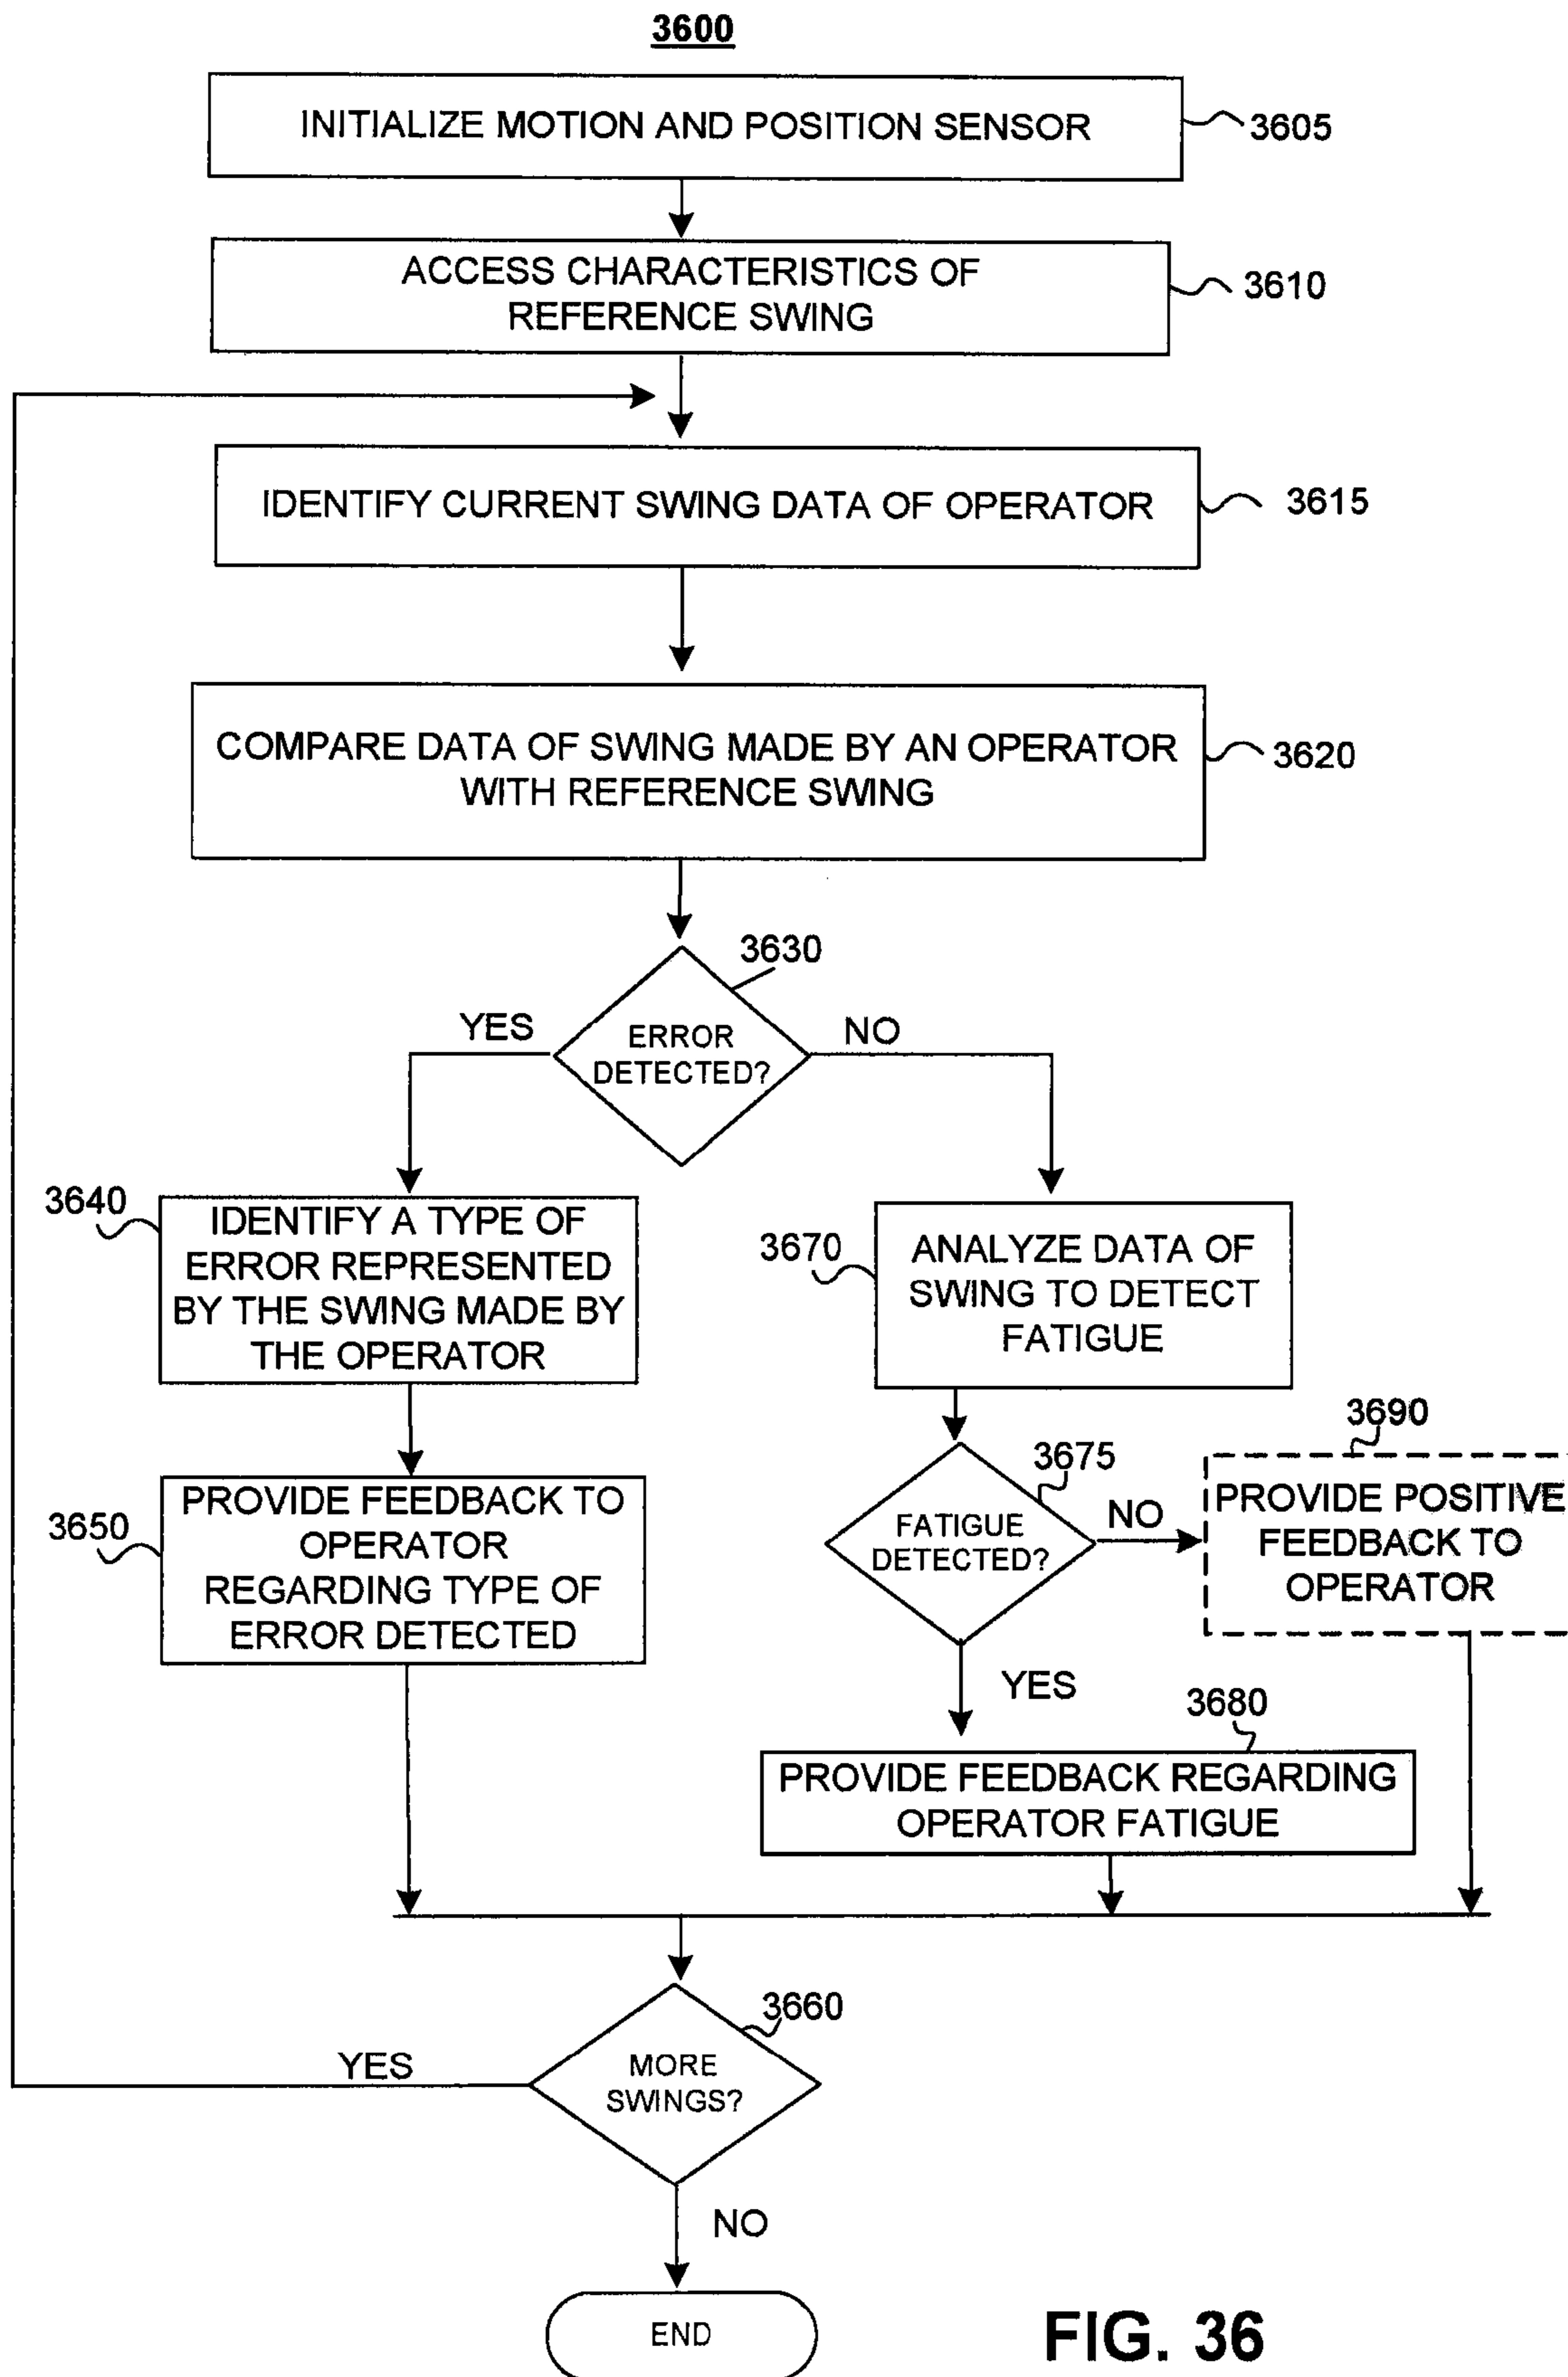 3600
INITIALIZE MOTION AND POSITION SENSOR
3605
ACCESS CHARACTERISTICS OF
REFERENCE SWING
3610
IDENTIFY CURRENT SWING DATA OF OPERATOR
3615
COMPARE DATA OF SWING MADE BY AN OPERATOR
WITH REFERENCE SWING
3620
3630
YES
ERROR
DETECTED?
NO
3640
IDENTIFY A TYPE OF
ERROR REPRESENTED
BY THE SWING MADE BY
THE OPERATOR
3670
ANALYZE DATA OF
SWING TO DETECT
FATIGUE
3650
PROVIDE FEEDBACK TO
OPERATOR
REGARDING TYPE OF
ERROR DETECTED
3675
FATIGUE
DETECTED?
NO
3690
PROVIDE POSITIVE
FEEDBACK TO
OPERATOR
YES
3680
PROVIDE FEEDBACK REGARDING
OPERATOR FATIGUE
3660
YES
MORE
SWINGS?
NO
END
FIG. 36